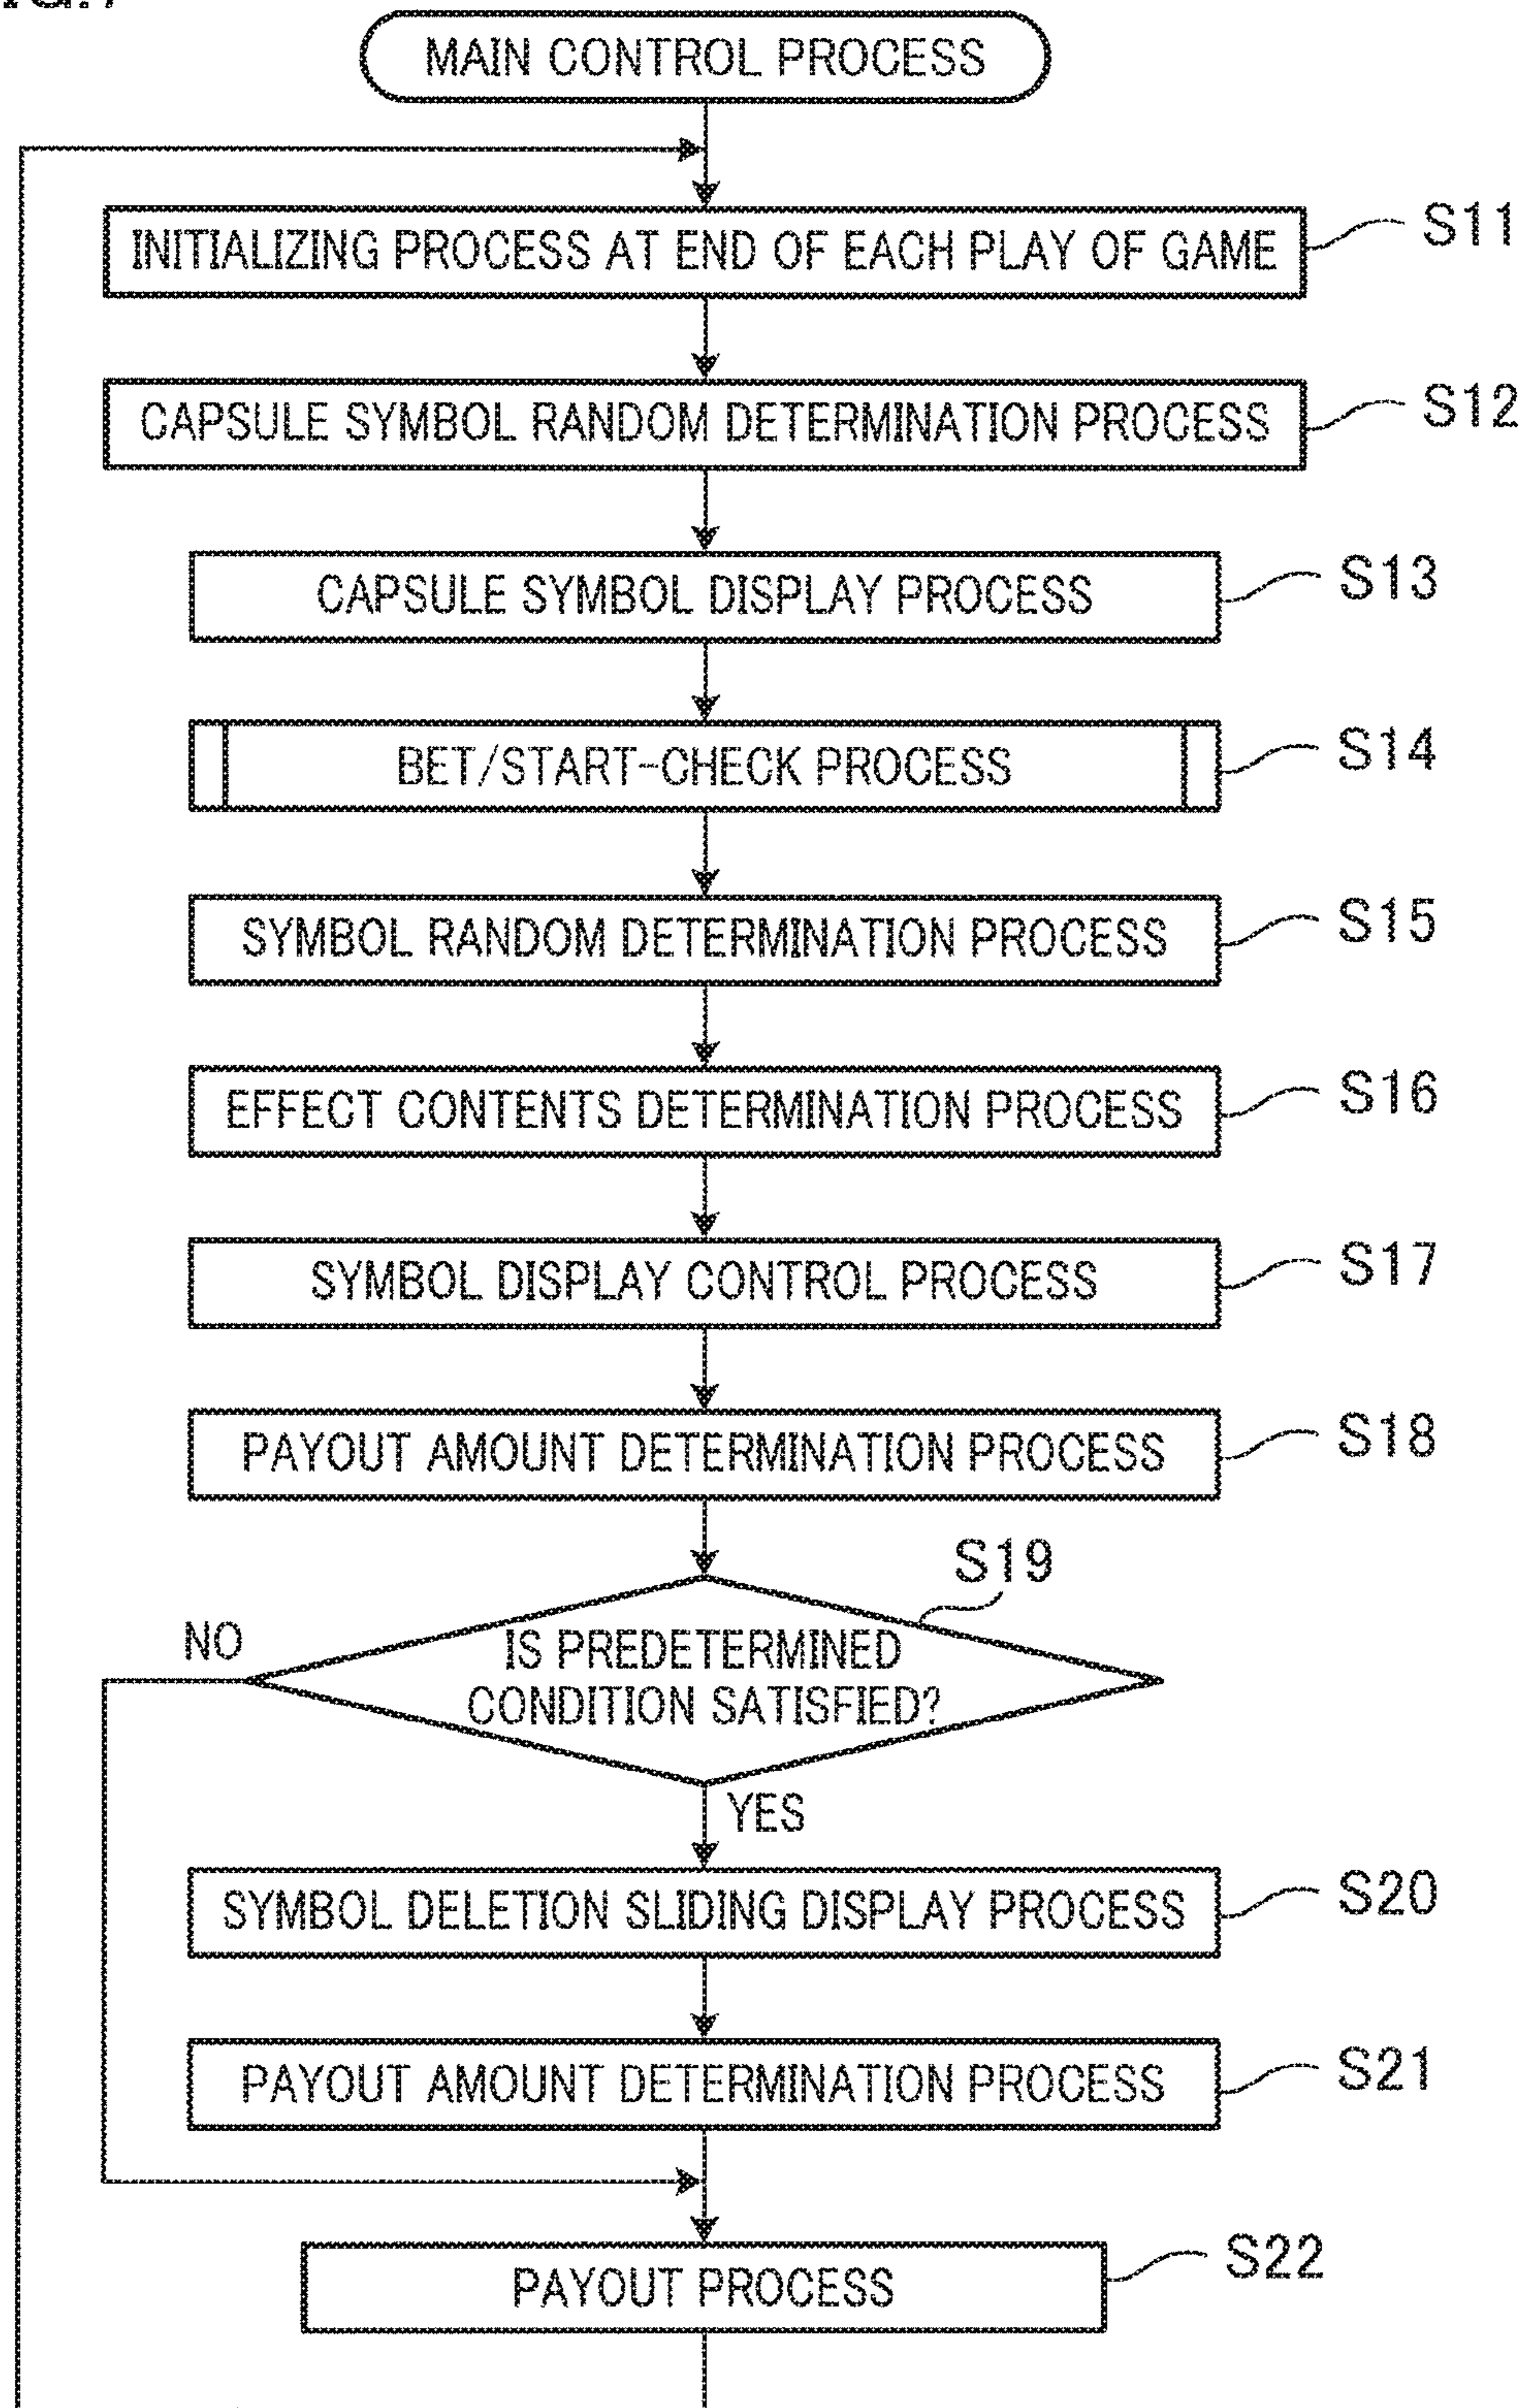 MAIN CONTROL PROCESS
INITIALIZING PROCESS AT END OF EACH PLAY OF GAME
S11
CAPSULE SYMBOL RANDOM DETERMINATION PROCESS
S12
CAPSULE SYMBOL DISPLAY PROCESS
S13
BET/START-CHECK PROCESS
S14
SYMBOL RANDOM DETERMINATION PROCESS
S15
EFFECT CONTENTS DETERMINATION PROCESS
S16
SYMBOL DISPLAY CONTROL PROCESS
S17
PAYOUT AMOUNT DETERMINATION PROCESS
S18
S19
NO
IS PREDETERMINED
CONDITION SATISFIED?
YES
SYMBOL DELETION SLIDING DISPLAY PROCESS
S20
PAYOUT AMOUNT DETERMINATION PROCESS
S21
PAYOUT PROCESS
S22